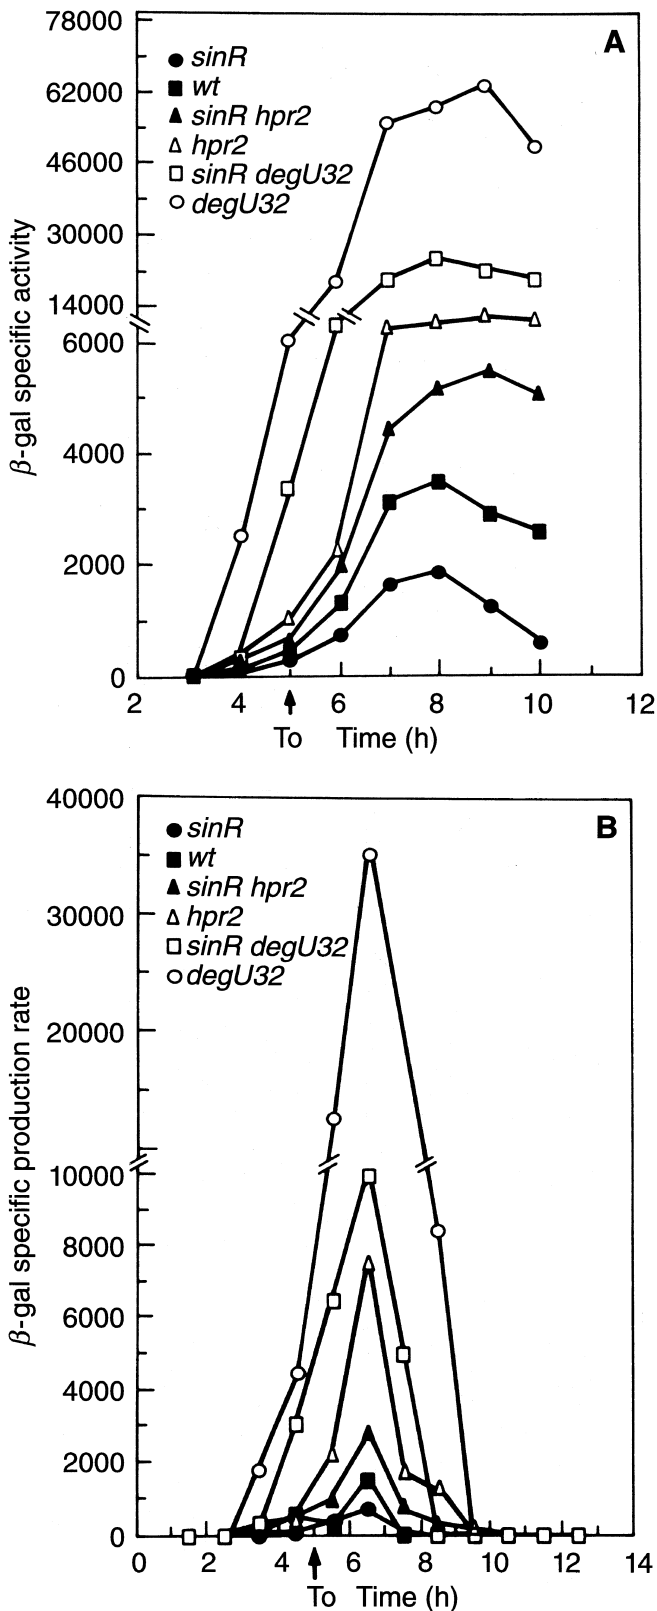 A
78000
62000
46000
30000
14000
6000
4000
2000
0
β-gal specific activity
sinR
wt
sinR hpr2
hpr2
sinR degU32
degU32
2 4 6 8 10 12
To Time (h)
B
40000
30000
20000
10000
8000
6000
4000
2000
0
β-gal specific production rate
sinR
wt
sinR hpr2
hpr2
sinR degU32
degU32
0 2 4 6 8 10 12 14
To Time (h)